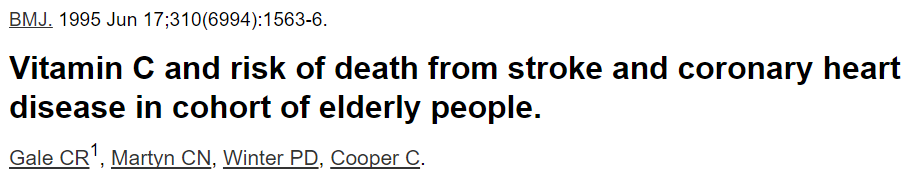 BMJ. 1995 Jun 17;310(6994):1563-6.
Vitamin C and risk of death from stroke and coronary heart
disease in cohort of elderly people.
Gale CR1, Martyn CN, Winter PD, Cooper C.